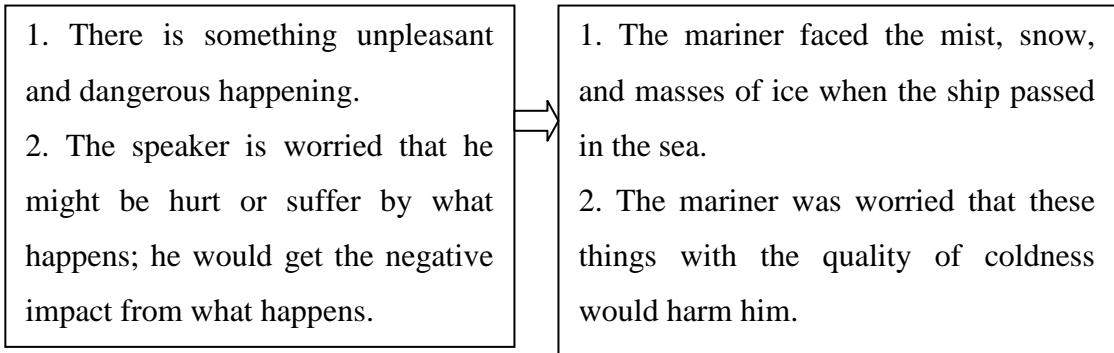 1. There is something unpleasant
and dangerous happening.
2. The speaker is worried that he
might be hurt or suffer by what
happens; he would get the negative
impact from what happens.
1. The mariner faced the mist, snow,
and masses of ice when the ship passed
in the sea.
2. The mariner was worried that these
things with the quality of coldness
would harm him.